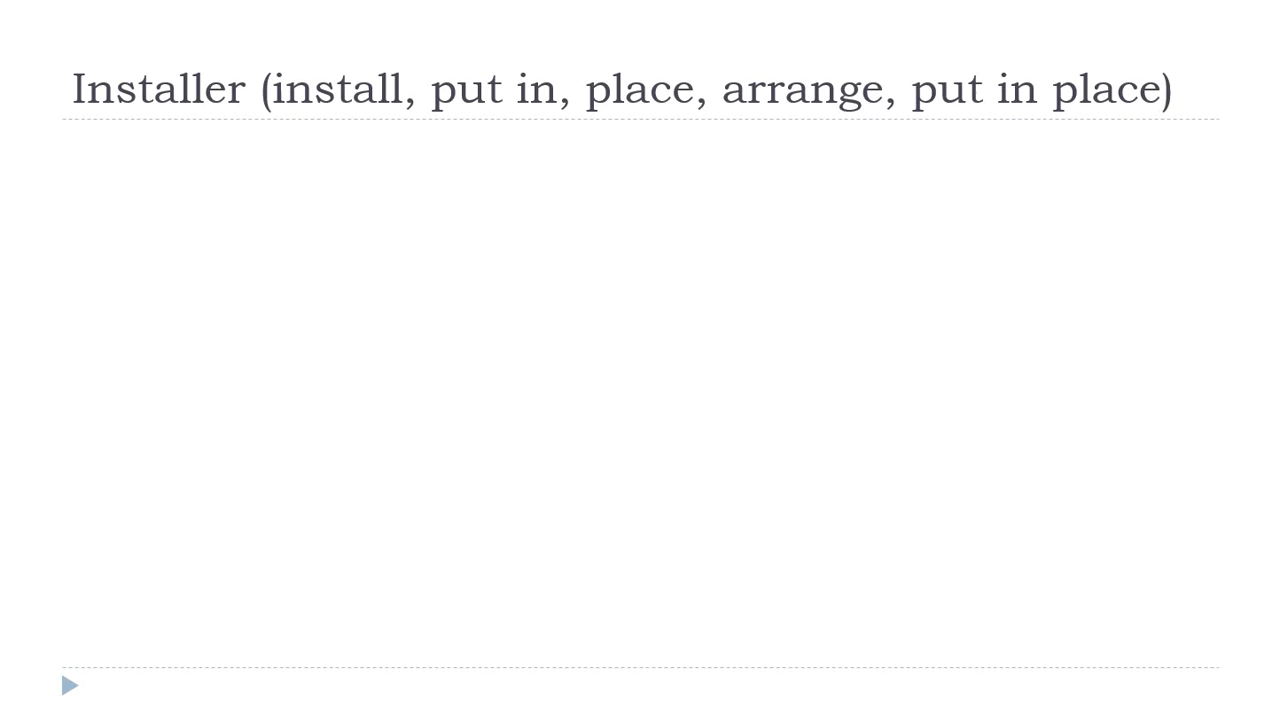 Installer (install, put in, place, arrange, put in place)